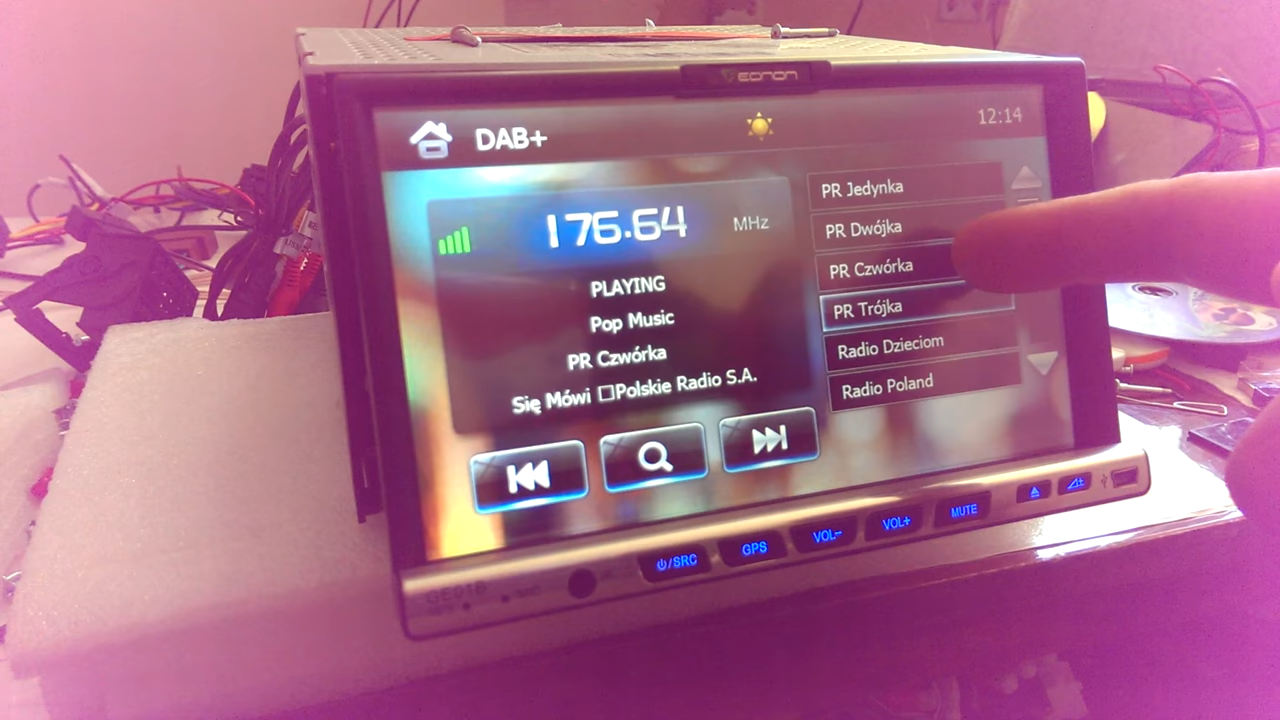 EONON
DAB+
12:14
176.64 MHz
PLAYING
Pop Music
PR Czwórka
Się Mówi □Polskie Radio S.A.
PR Jedynka
PR Dwójka
PR Czwórka
PR Trójka
Radio Dzieciom
Radio Poland
⏻/SRC
GPS
VOL-
VOL+
MUTE